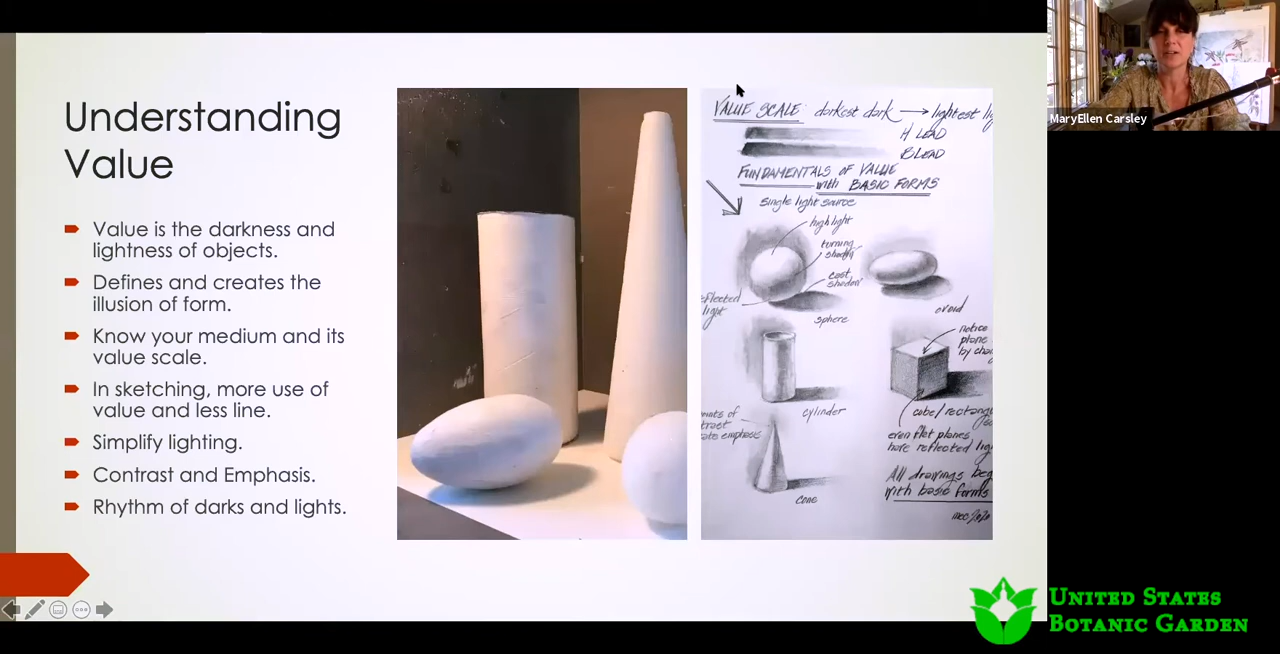 Understanding
Value
Value is the darkness and
lightness of objects.
Defines and creates the
illusion of form.
Know your medium and its
value scale.
In sketching, more use of
value and less line.
Simplify lighting.
Contrast and Emphasis.
Rhythm of darks and lights.
VALUE SCALE: darkest dark → lightest
H LEAD
B LEAD
FUNDAMENTALS OF VALUE
with BASIC FORMS
single light source
highlight
turning
shadow
cast
shadow
reflected
light
sphere
ovoid
notice
plane
by
cylinder
cube/
even flat planes
have reflected
cone
All drawings
with basic forms
MaryEllen Carsley
UNITED STATES
BOTANIC GARDEN